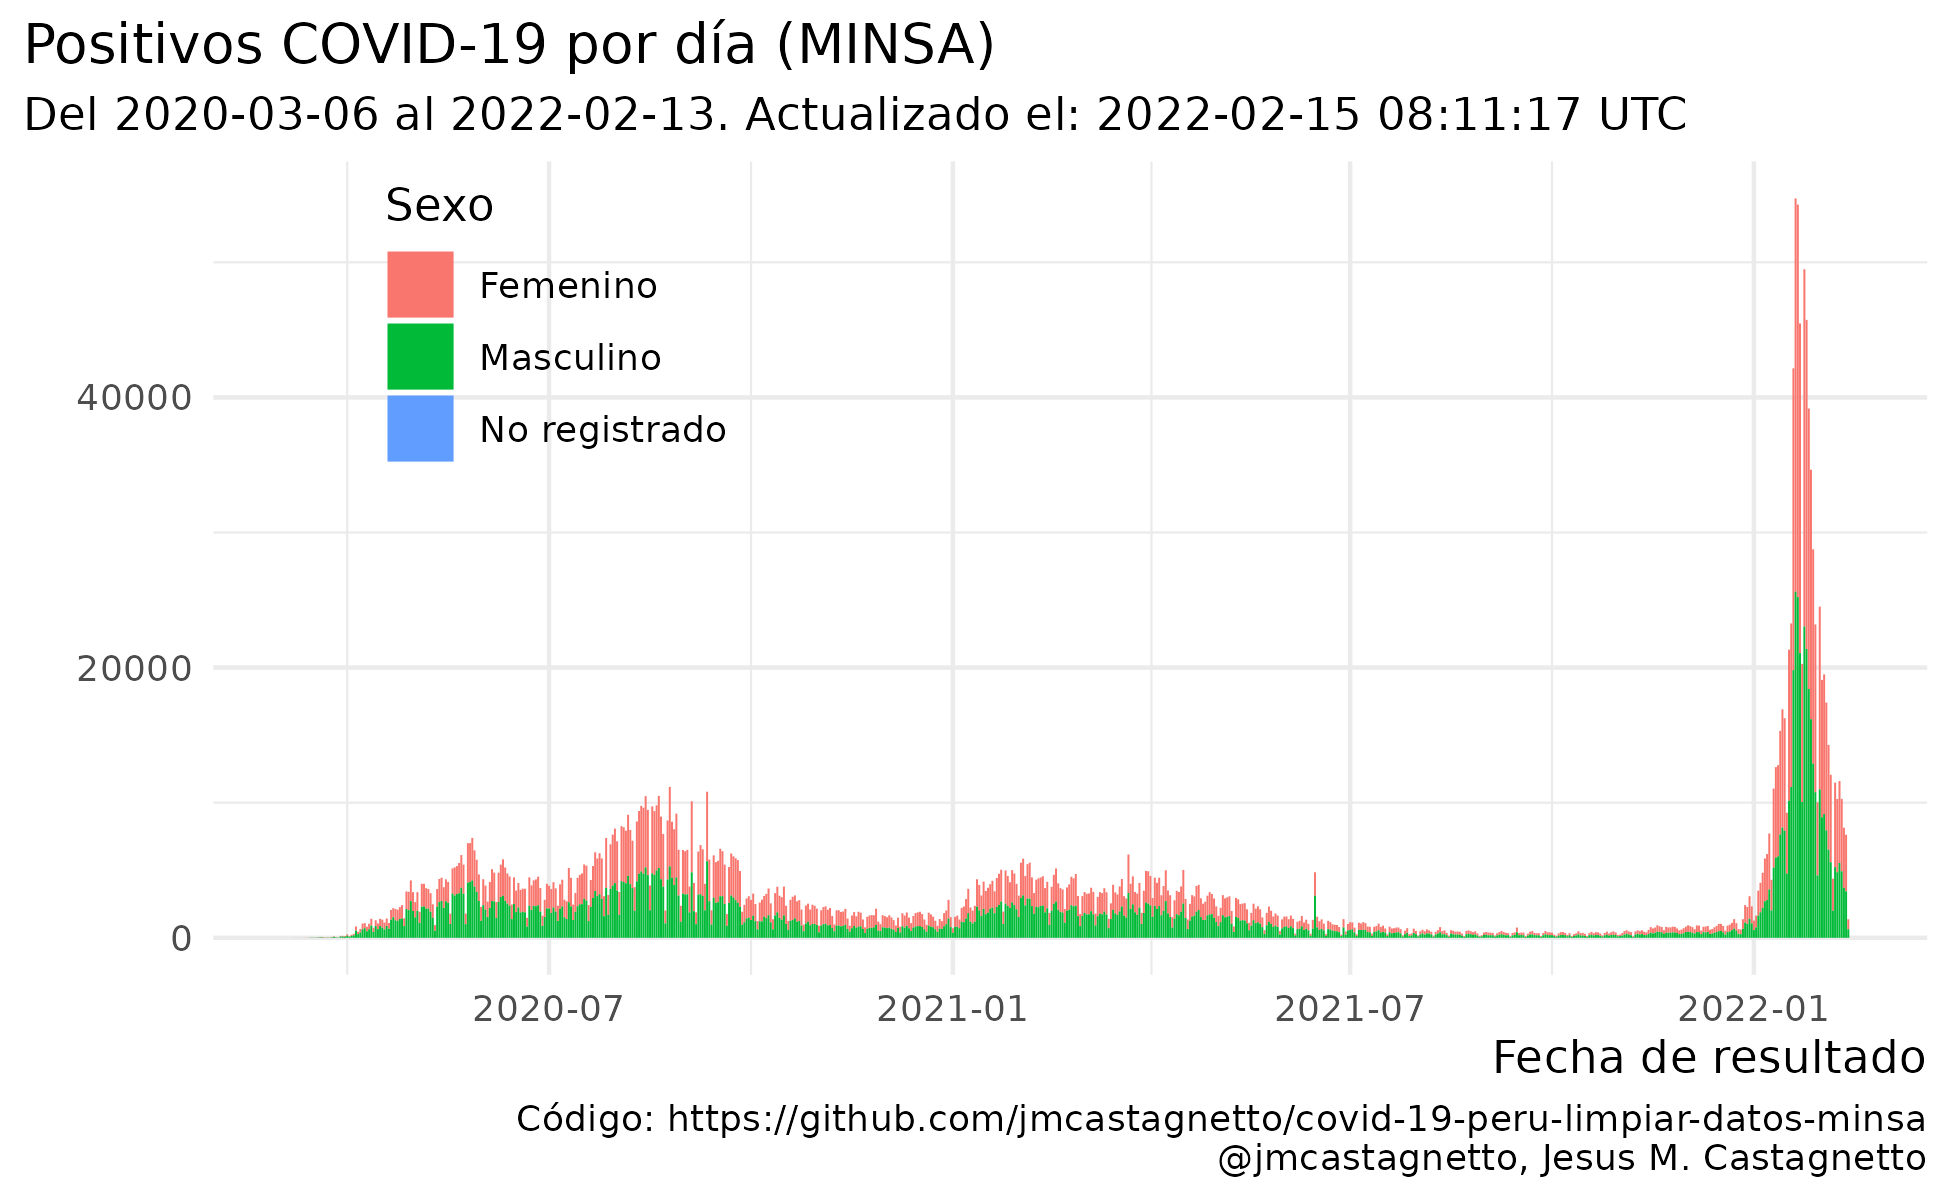 Positivos COVID-19 por día (MINSA)
Del 2020-03-06 al 2022-02-13. Actualizado el: 2022-02-15 08:11:17 UTC
Sexo
Femenino
Masculino
No registrado
40000
20000
0
2020-07
2021-01
2021-07
2022-01
Fecha de resultado
Código: https://github.com/jmcastagnetto/covid-19-peru-limpiar-datos-minsa
@jmcastagnetto, Jesus M. Castagnetto